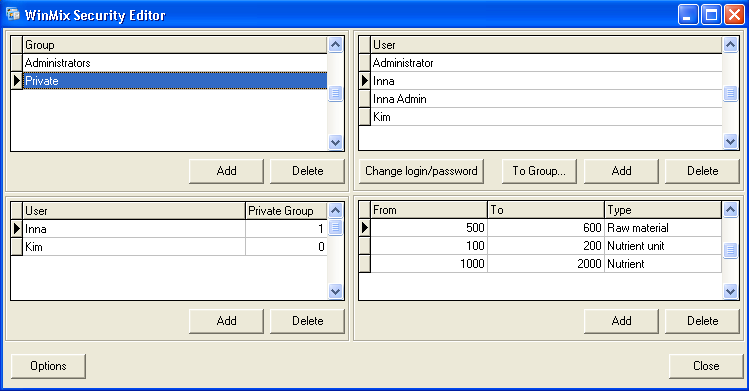 WinMix Security Editor
Group
Administrators
Private
Add Delete
User
Administrator
Inna
Inna Admin
Kim
Change login/password To Group... Add Delete
User Private Group
Inna 1
Kim 0
Add Delete
From To Type
500 600 Raw material
100 200 Nutrient unit
1000 2000 Nutrient
Add Delete
Options Close